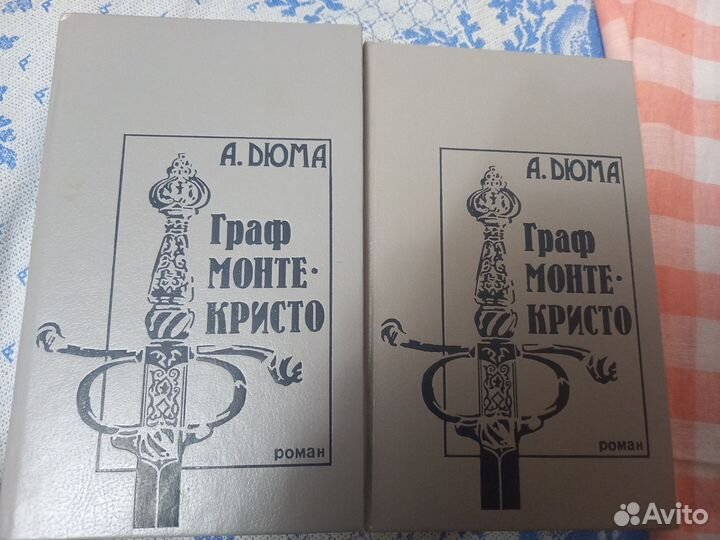 А. ДЮМА
Граф
МОНТЕ-
КРИСТО
роман
А. ДЮМА
Граф
МОНТЕ-
КРИСТО
роман
Avito